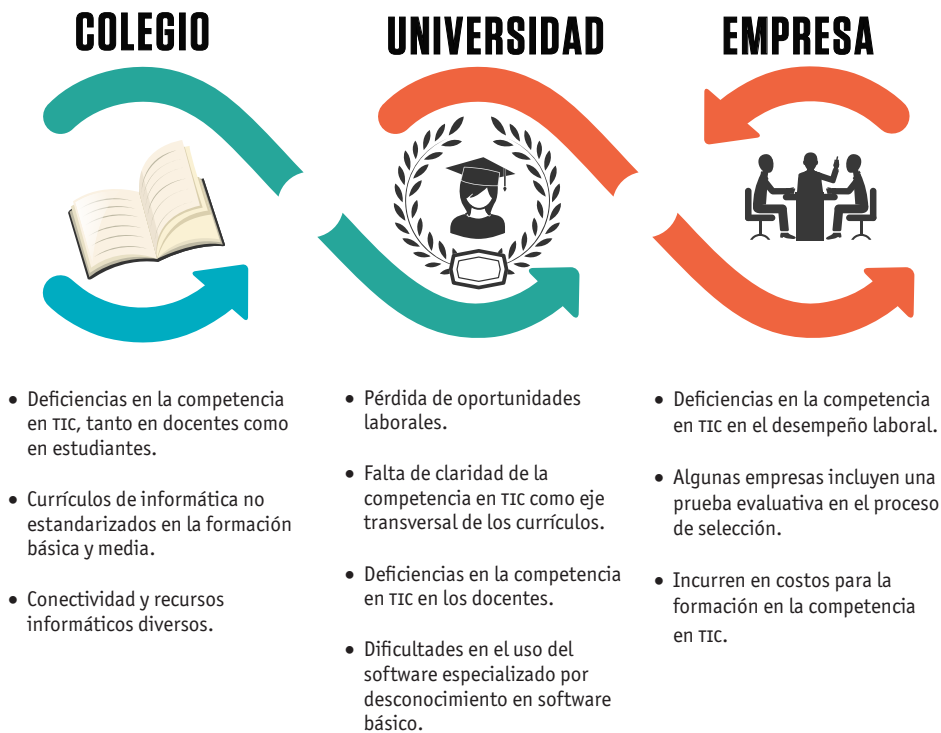 COLEGIO
• Deficiencias en la competencia
en TIC, tanto en docentes como
en estudiantes.
• Currículos de informática no
estandarizados en la formación
básica y media.
• Conectividad y recursos
informáticos diversos.
UNIVERSIDAD
• Pérdida de oportunidades
laborales.
• Falta de claridad de la
competencia en TIC como eje
transversal de los currículos.
• Deficiencias en la competencia
en TIC en los docentes.
• Dificultades en el uso del
software especializado por
desconocimiento en software
básico.
EMPRESA
• Deficiencias en la competencia
en TIC en el desempeño laboral.
• Algunas empresas incluyen una
prueba evaluativa en el proceso
de selección.
• Incurren en costos para la
formación en la competencia
en TIC.